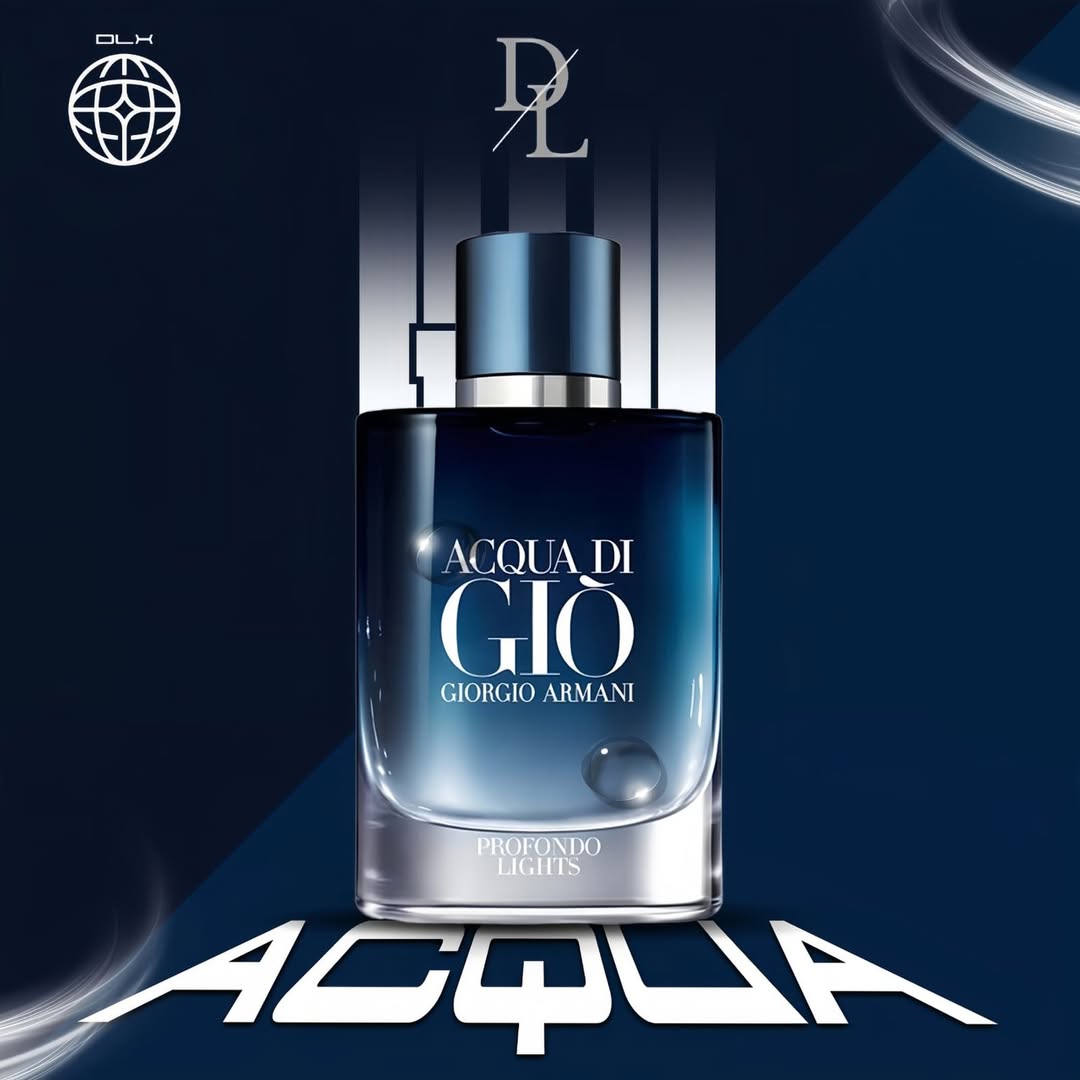 DLX
DL
ACQUA DI
GIÒ
GIORGIO ARMANI
PROFONDO
LIGHTS
ACQUA